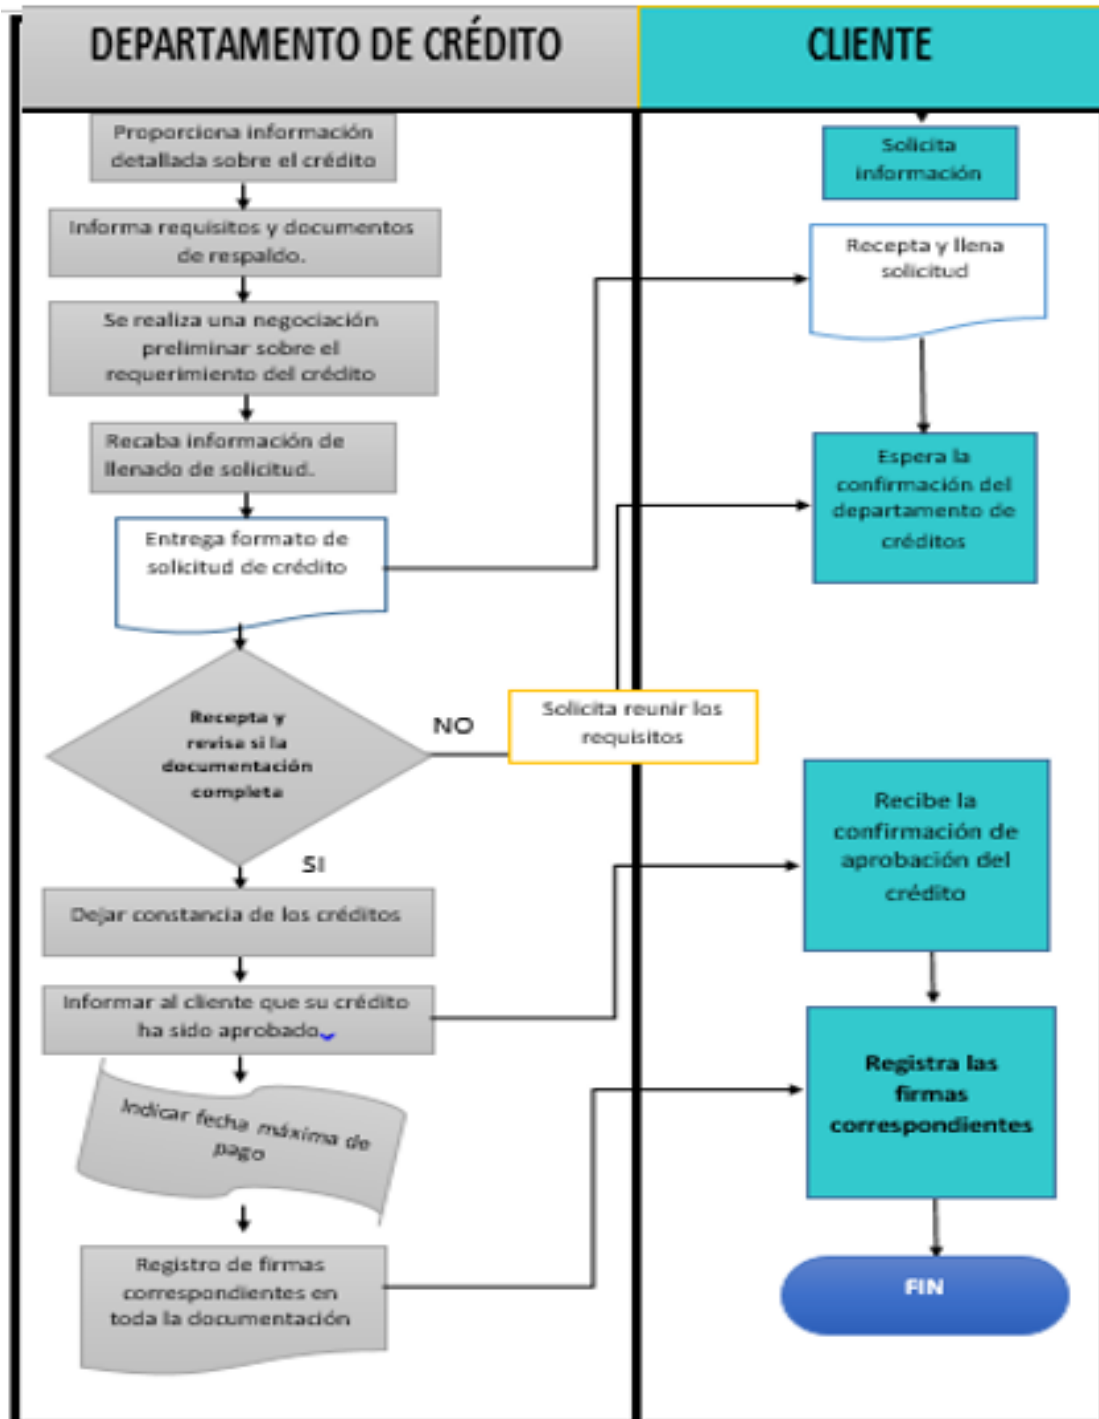 DEPARTAMENTO DE CRÉDITO
CLIENTE
Proporciona información
detallada sobre el crédito
Informa requisitos y documentos
de respaldo.
Se realiza una negociación
preliminar sobre el
requerimiento del crédito
Recaba información de
llenado de solicitud.
Entrega formato de
solicitud de crédito
Recepta y
revisa si la
documentación
completa
NO
Solicita reunir los
requisitos
SI
Dejar constancia de los créditos
Informar al cliente que su crédito
ha sido aprobado.
Indicar fecha máxima de
pago
Registro de firmas
correspondientes en
toda la documentación
Solicita
información
Recepta y llena
solicitud
Espera la
confirmación del
departamento de
créditos
Recibe la
confirmación de
aprobación del
crédito
Registra las
firmas
correspondientes
FIN